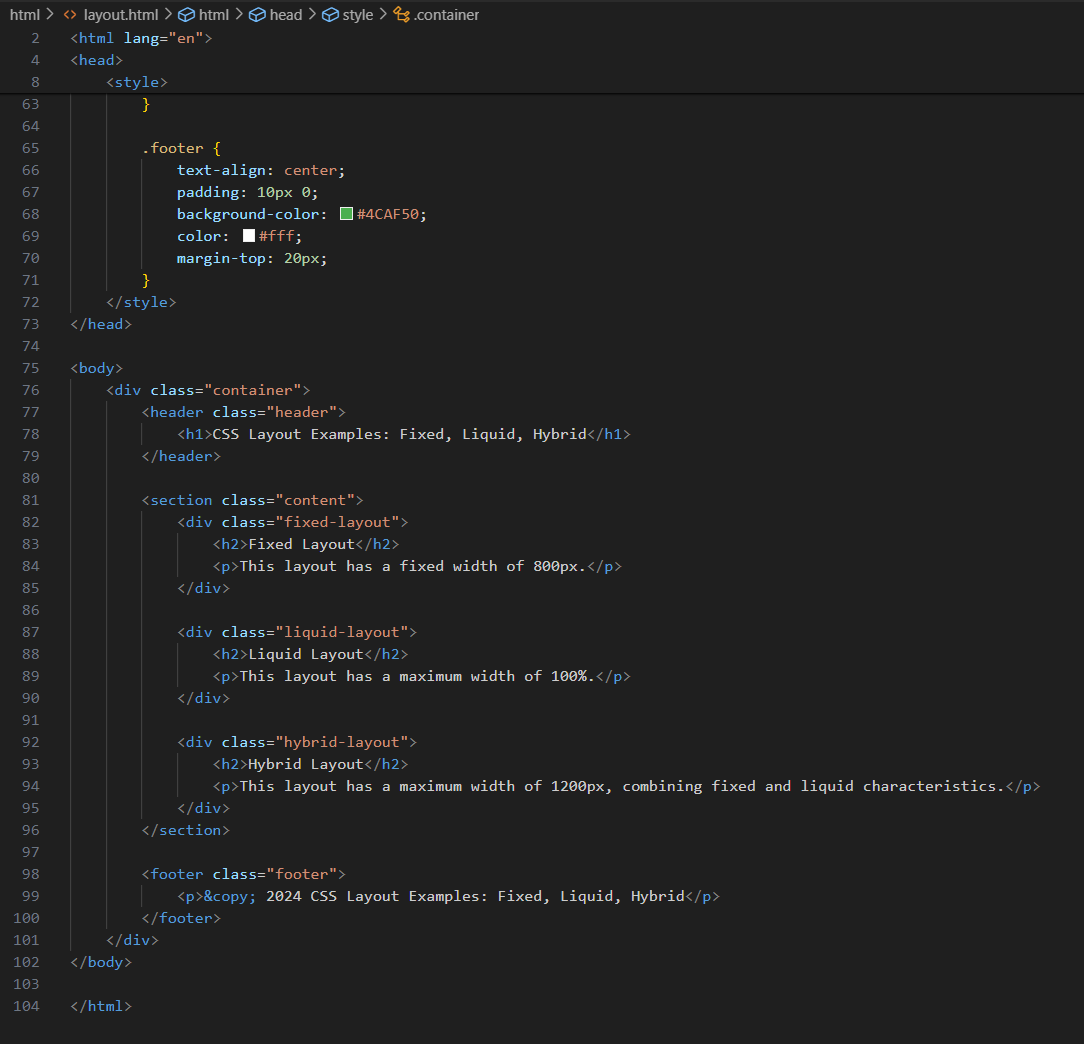 html > layout.html > html > head > style > .container
2 <html lang="en">
4 <head>
8     <style>
63         }
64
65         .footer {
66             text-align: center;
67             padding: 10px 0;
68             background-color: #4CAF50;
69             color: #fff;
70             margin-top: 20px;
71         }
72     </style>
73 </head>
74
75 <body>
76     <div class="container">
77         <header class="header">
78             <h1>CSS Layout Examples: Fixed, Liquid, Hybrid</h1>
79         </header>
80
81         <section class="content">
82             <div class="fixed-layout">
83                 <h2>Fixed Layout</h2>
84                 <p>This layout has a fixed width of 800px.</p>
85             </div>
86
87             <div class="liquid-layout">
88                 <h2>Liquid Layout</h2>
89                 <p>This layout has a maximum width of 100%.</p>
90             </div>
91
92             <div class="hybrid-layout">
93                 <h2>Hybrid Layout</h2>
94                 <p>This layout has a maximum width of 1200px, combining fixed and liquid characteristics.</p>
95             </div>
96         </section>
97
98         <footer class="footer">
99             <p>&copy; 2024 CSS Layout Examples: Fixed, Liquid, Hybrid</p>
100         </footer>
101     </div>
102 </body>
103
104 </html>